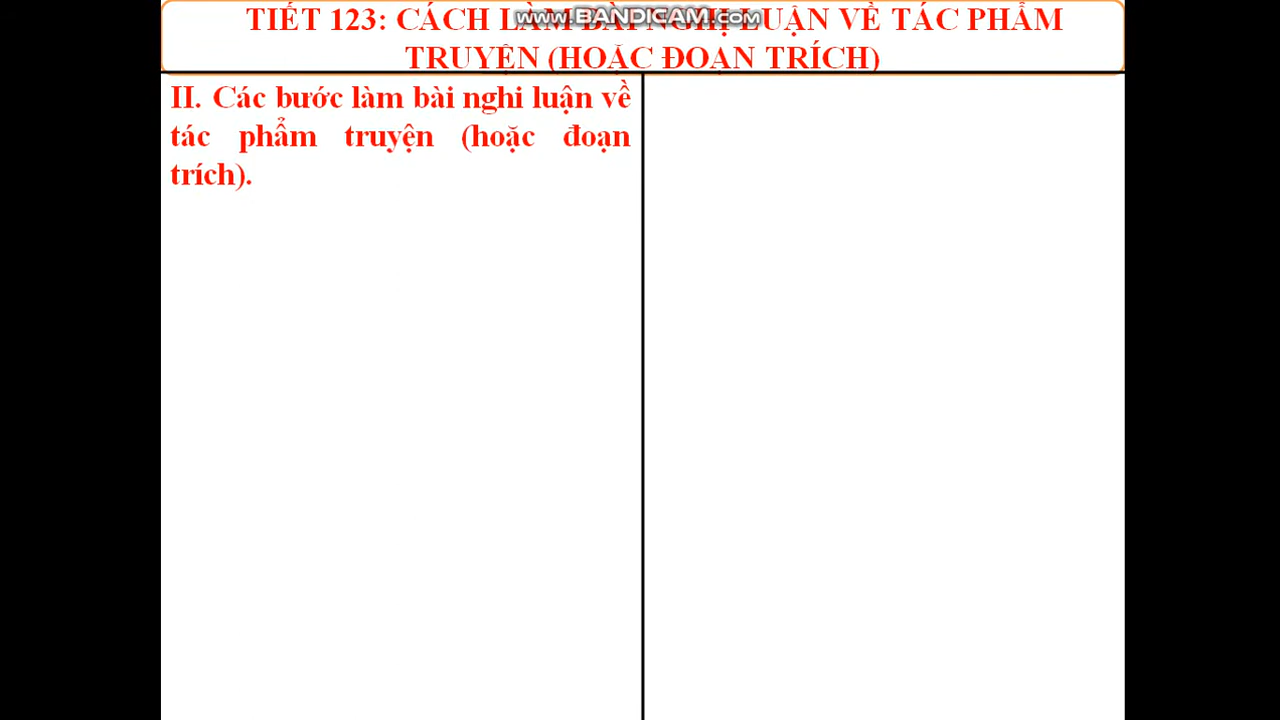 www.BANDICAM.com
TIẾT 123: CÁCH LÀM BÀI NGHỊ LUẬN VỀ TÁC PHẨM
TRUYỆN (HOẶC ĐOẠN TRÍCH)
II. Các bước làm bài nghi luận về
tác phẩm truyện (hoặc đoạn
trích).